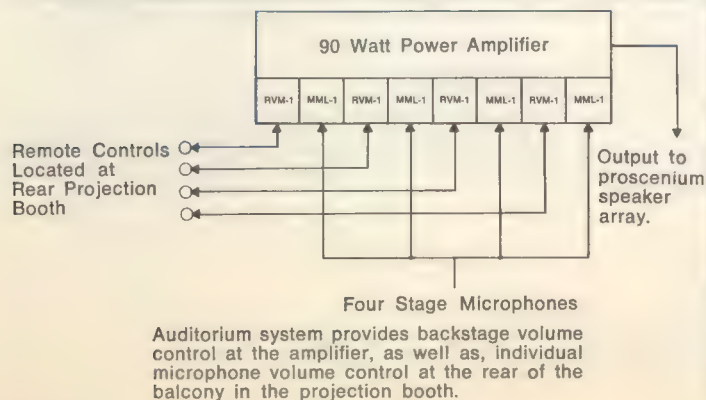 90 Watt Power Amplifier
RVM-1 MML-1 RVM-1 MML-1 RVM-1 MML-1 RVM-1 MML-1
Remote Controls
Located at
Rear Projection
Booth
Output to
proscenium
speaker
array.
Four Stage Microphones
Auditorium system provides backstage volume
control at the amplifier, as well as, individual
microphone volume control at the rear of the
balcony in the projection booth.